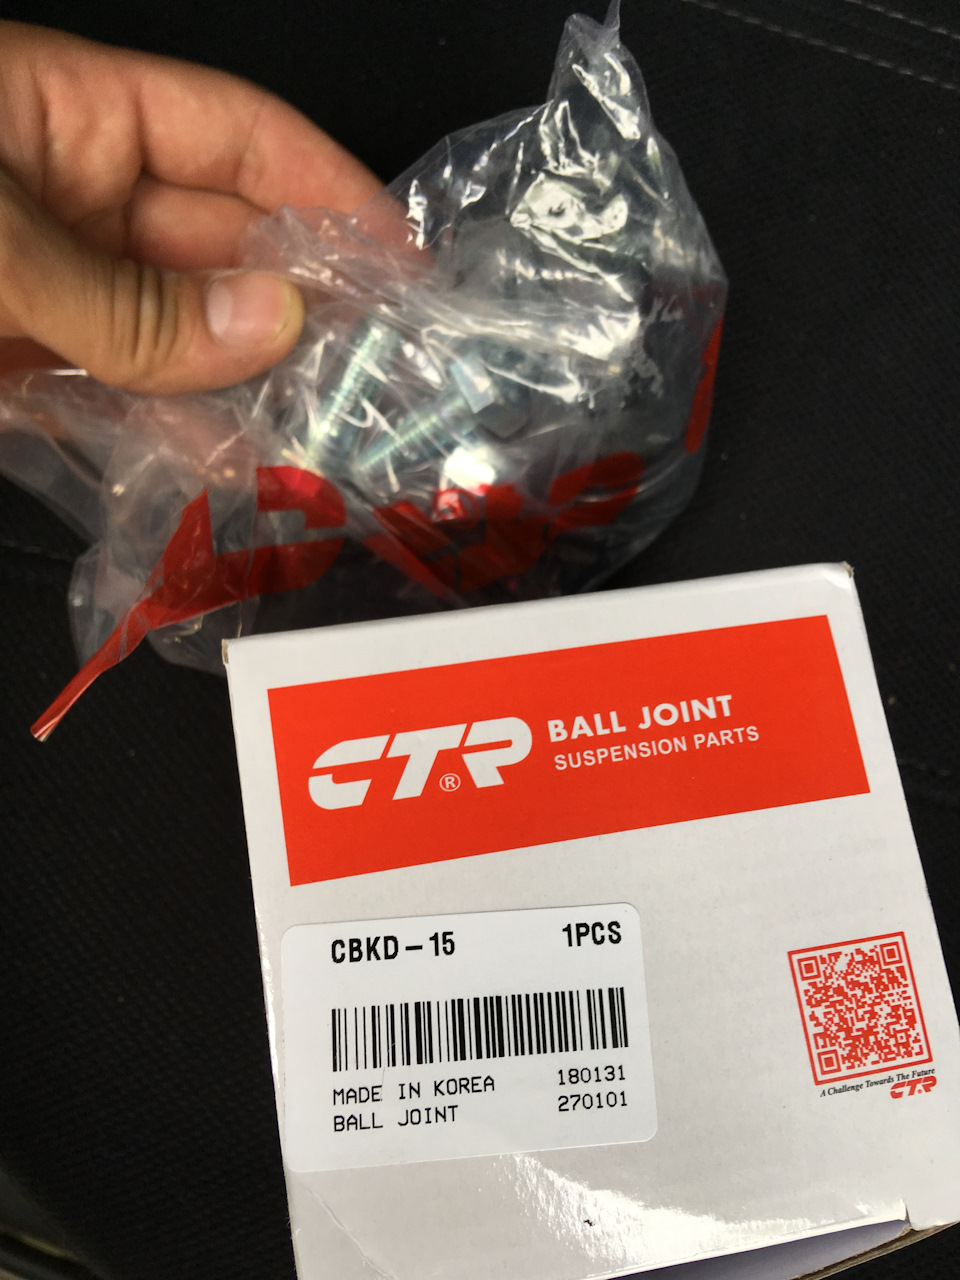 CTR®
BALL JOINT
SUSPENSION PARTS
CBKD-15 1PCS
MADE IN KOREA 180131
BALL JOINT 270101
A Challenge Towards The Future
CTR